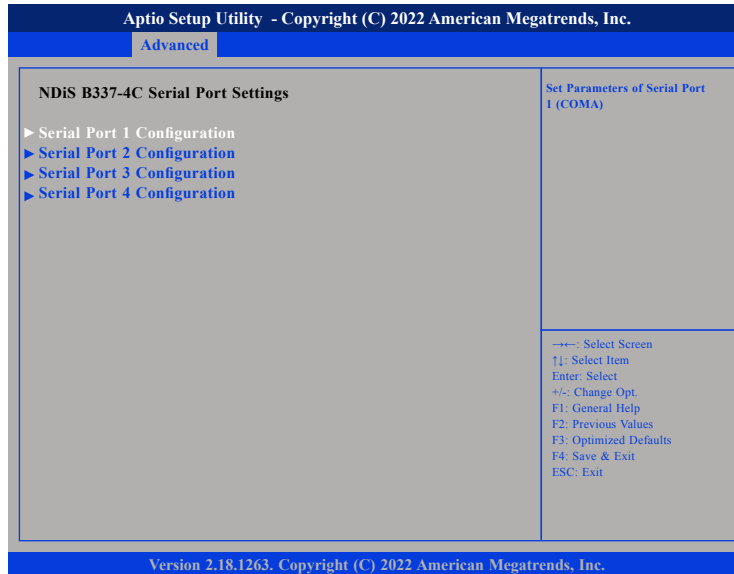 Aptio Setup Utility - Copyright (C) 2022 American Megatrends, Inc.
Advanced
NDiS B337-4C Serial Port Settings
▶ Serial Port 1 Configuration
▶ Serial Port 2 Configuration
▶ Serial Port 3 Configuration
▶ Serial Port 4 Configuration
Set Parameters of Serial Port
1 (COMA)
→←: Select Screen
↑↓: Select Item
Enter: Select
+/-: Change Opt.
F1: General Help
F2: Previous Values
F3: Optimized Defaults
F4: Save & Exit
ESC: Exit
Version 2.18.1263. Copyright (C) 2022 American Megatrends, Inc.